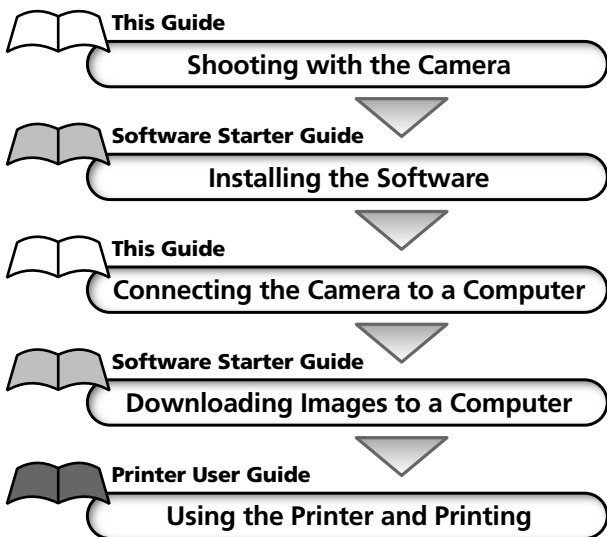 This Guide
Shooting with the Camera
Software Starter Guide
Installing the Software
This Guide
Connecting the Camera to a Computer
Software Starter Guide
Downloading Images to a Computer
Printer User Guide
Using the Printer and Printing